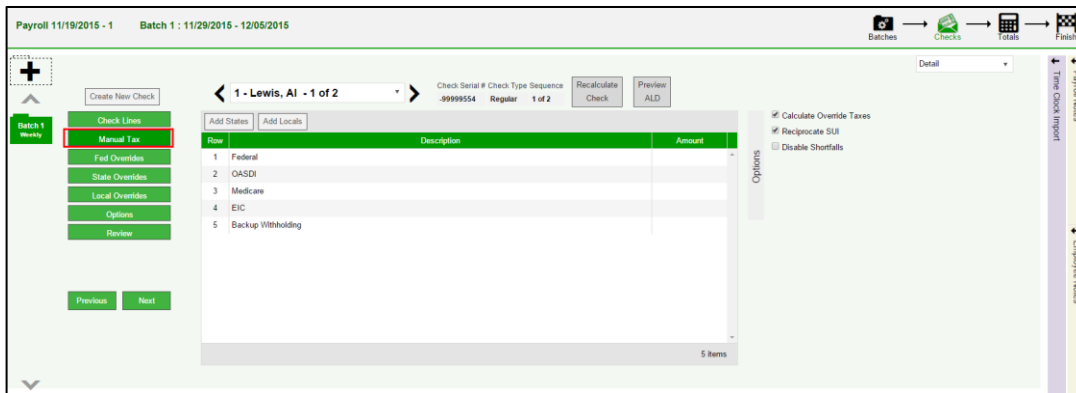 Payroll 11/19/2015 - 1 Batch 1 : 11/29/2015 - 12/05/2015
Batches
Checks
Totals
Finish
Detail
Create New Check
1 - Lewis, Al - 1 of 2
Check Serial # Check Type Sequence
-99999554 Regular 1 of 2
Recalculate Check
Preview ALD
Batch 1
Weekly
Check Lines
Manual Tax
Fed Overrides
State Overrides
Local Overrides
Options
Review
Previous
Next
Add States
Add Locals
Row Description Amount
1 Federal
2 OASDI
3 Medicare
4 EIC
5 Backup Withholding
5 items
Options
Calculate Override Taxes
Reciprocate SUI
Disable Shortfalls
Time Clock Import
Payroll Notes
Employee Notes